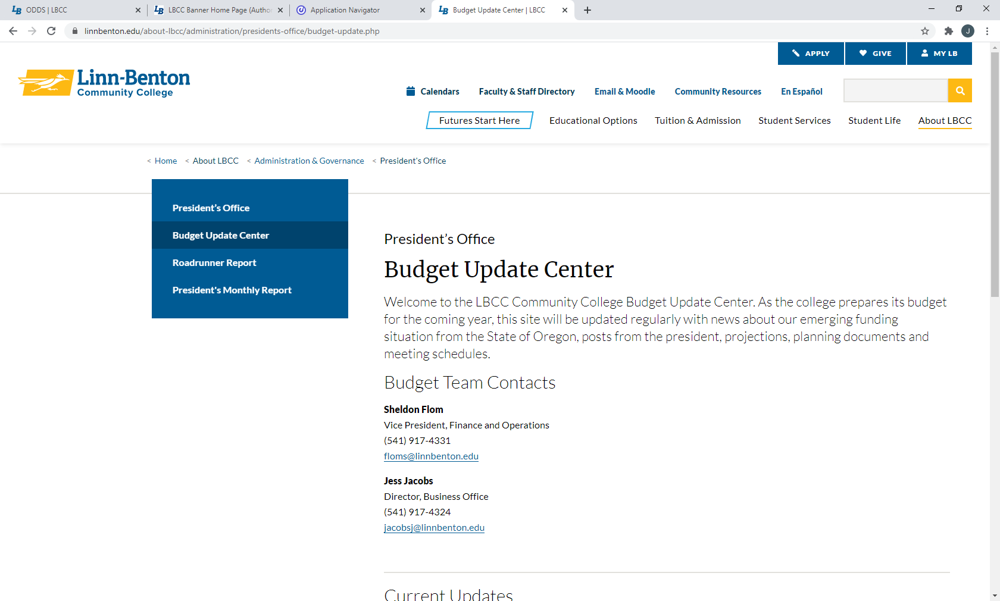 ODDS | LBCC
LBCC Banner Home Page (Autho
Application Navigator
Budget Update Center | LBCC
linnbenton.edu/about-lbcc/administration/presidents-office/budget-update.php
J
APPLY
GIVE
MY LB
Linn-Benton
Community College
Calendars
Faculty & Staff Directory
Email & Moodle
Community Resources
En Español
Futures Start Here
Educational Options
Tuition & Admission
Student Services
Student Life
About LBCC
< Home < About LBCC < Administration & Governance < President's Office
President’s Office
Budget Update Center
Roadrunner Report
President's Monthly Report
President’s Office
Budget Update Center
Welcome to the LBCC Community College Budget Update Center. As the college prepares its budget
for the coming year, this site will be updated regularly with news about our emerging funding
situation from the State of Oregon, posts from the president, projections, planning documents and
meeting schedules.
Budget Team Contacts
Sheldon Flom
Vice President, Finance and Operations
(541) 917-4331
floms@linnbenton.edu
Jess Jacobs
Director, Business Office
(541) 917-4324
jacobsj@linnbenton.edu
Current Updates